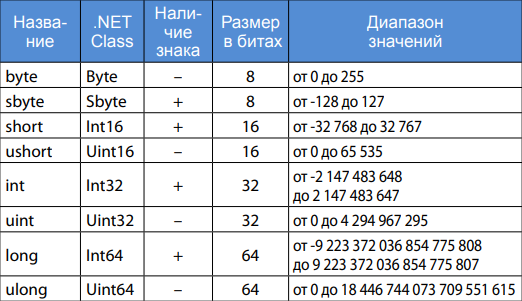 Назва-
ние
.NET
Class
Нали-
чие
знака
Размер
в битах
Диапазон
значений
byte Byte – 8 от 0 до 255
sbyte Sbyte + 8 от -128 до 127
short Int16 + 16 от -32 768 до 32 767
ushort Uint16 – 16 от 0 до 65 535
int Int32 + 32 от -2 147 483 648
до 2 147 483 647
uint Uint32 – 32 от 0 до 4 294 967 295
long Int64 + 64 от -9 223 372 036 854 775 808
до 9 223 372 036 854 775 807
ulong Uint64 – 64 от 0 до 18 446 744 073 709 551 615